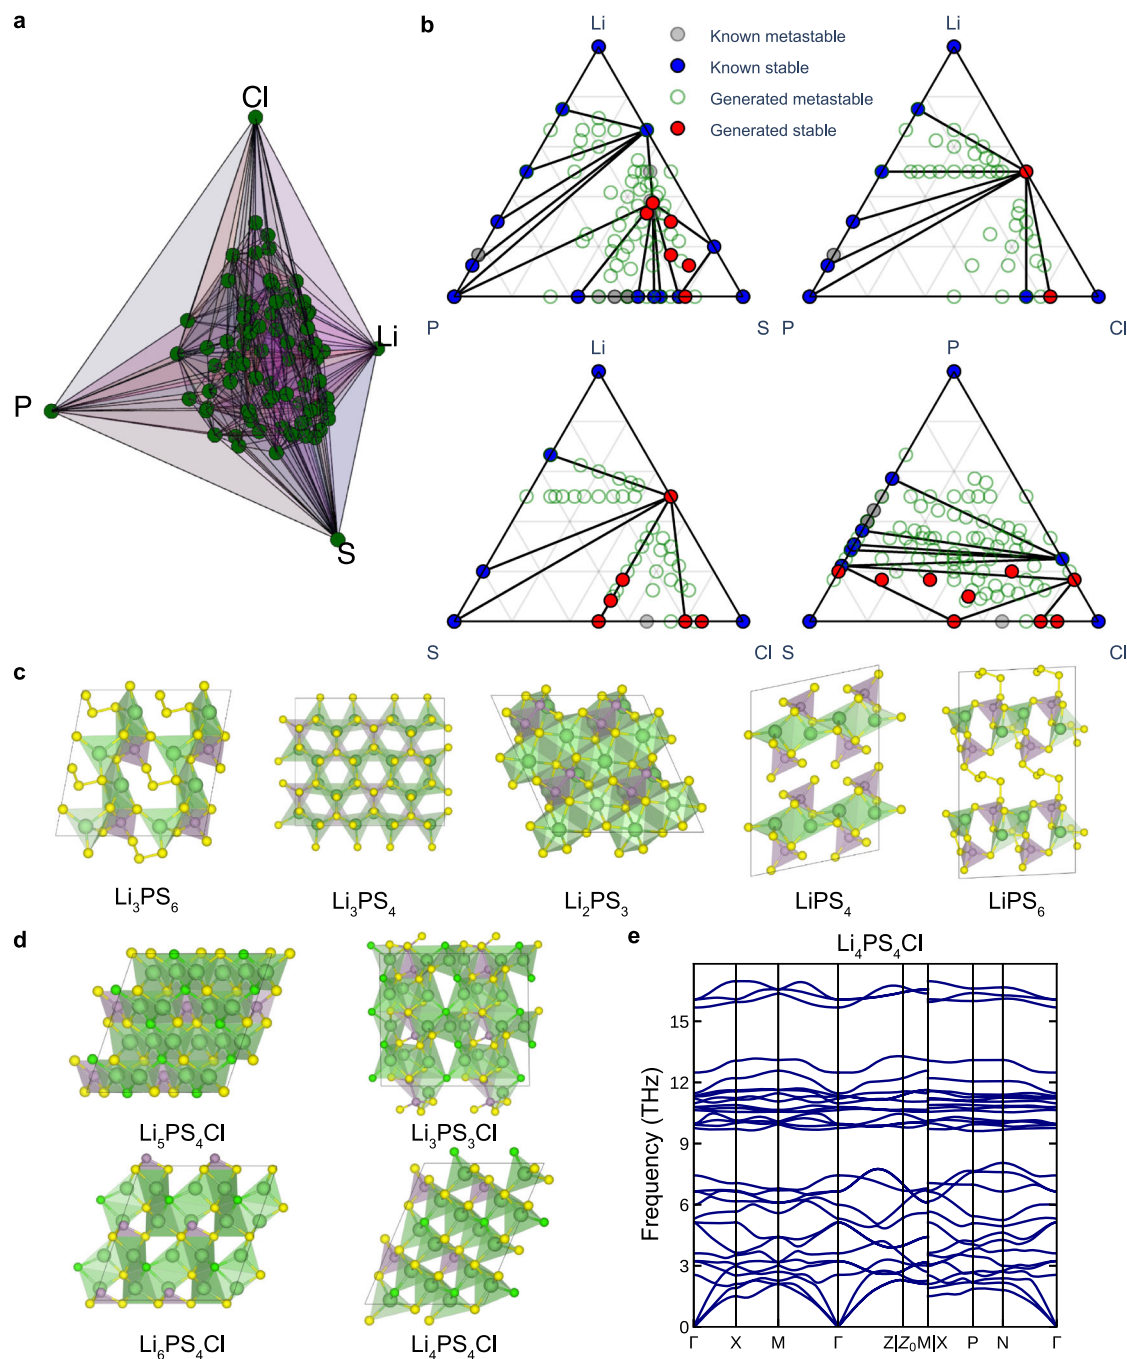 a
Cl
Li
P
S
b
Li
Known metastable
Known stable
Generated metastable
Generated stable
Li
P
S
P
Cl
Li
P
S
Cl
S
Cl
c
Li3PS6
Li3PS4
Li2PS3
LiPS4
LiPS6
d
Li5PS4Cl
Li3PS3Cl
Li6PS4Cl
Li4PS4Cl
e
Li4PS4Cl
Frequency (THz)
15
12
9
6
3
0
Γ X M Γ Z|Z0M|X P N Γ